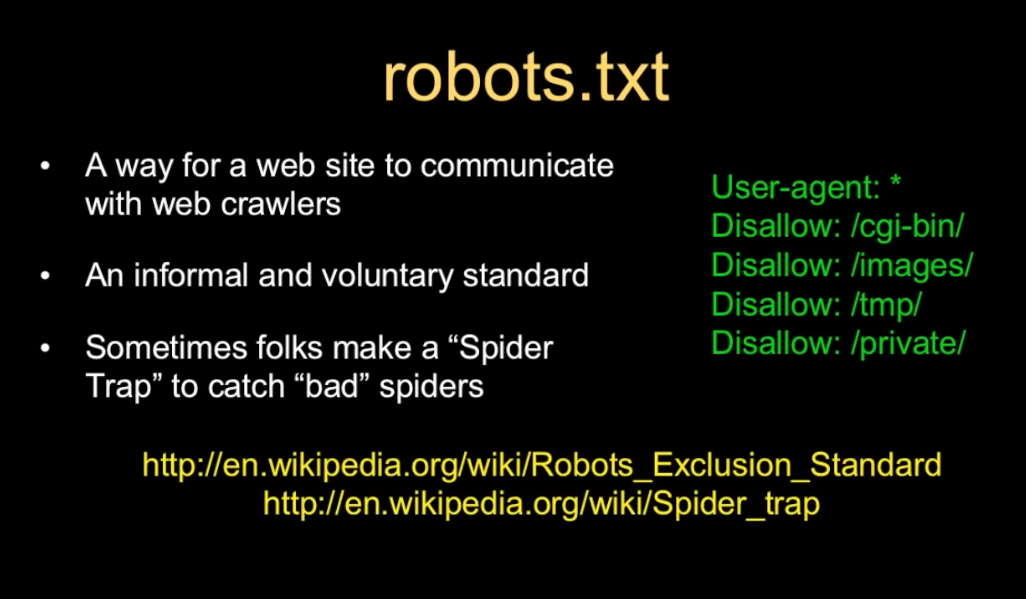 robots.txt
• A way for a web site to communicate
with web crawlers
• An informal and voluntary standard
• Sometimes folks make a “Spider
Trap” to catch “bad” spiders
User-agent: *
Disallow: /cgi-bin/
Disallow: /images/
Disallow: /tmp/
Disallow: /private/
http://en.wikipedia.org/wiki/Robots_Exclusion_Standard
http://en.wikipedia.org/wiki/Spider_trap